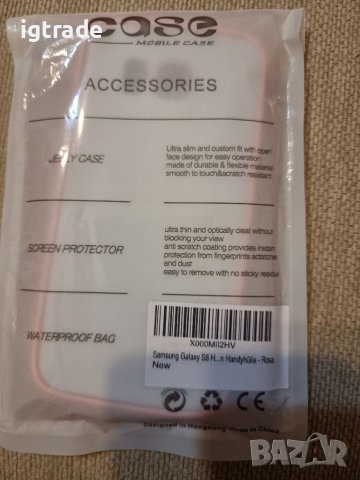 igtrade
case
MOBILE CASE
ACCESSORIES
JELLY CASE
Ultra slim and custom fit with open
face design for easy operation
made of durable & flexible material
smooth to touch&scratch resistant
SCREEN PROTECTOR
ultra thin and optically cleat without
blocking your view
anti scratch coating provides instant
protection from fingerprints sctatches
and dust
easy to remove with no sticky residue
WATERPROOF BAG
X000MII2HV
Samsung Galaxy S6 H...n Handyhülle - Rosa
New
CE
Designed in Hongkong made in China
BAZAR
bg